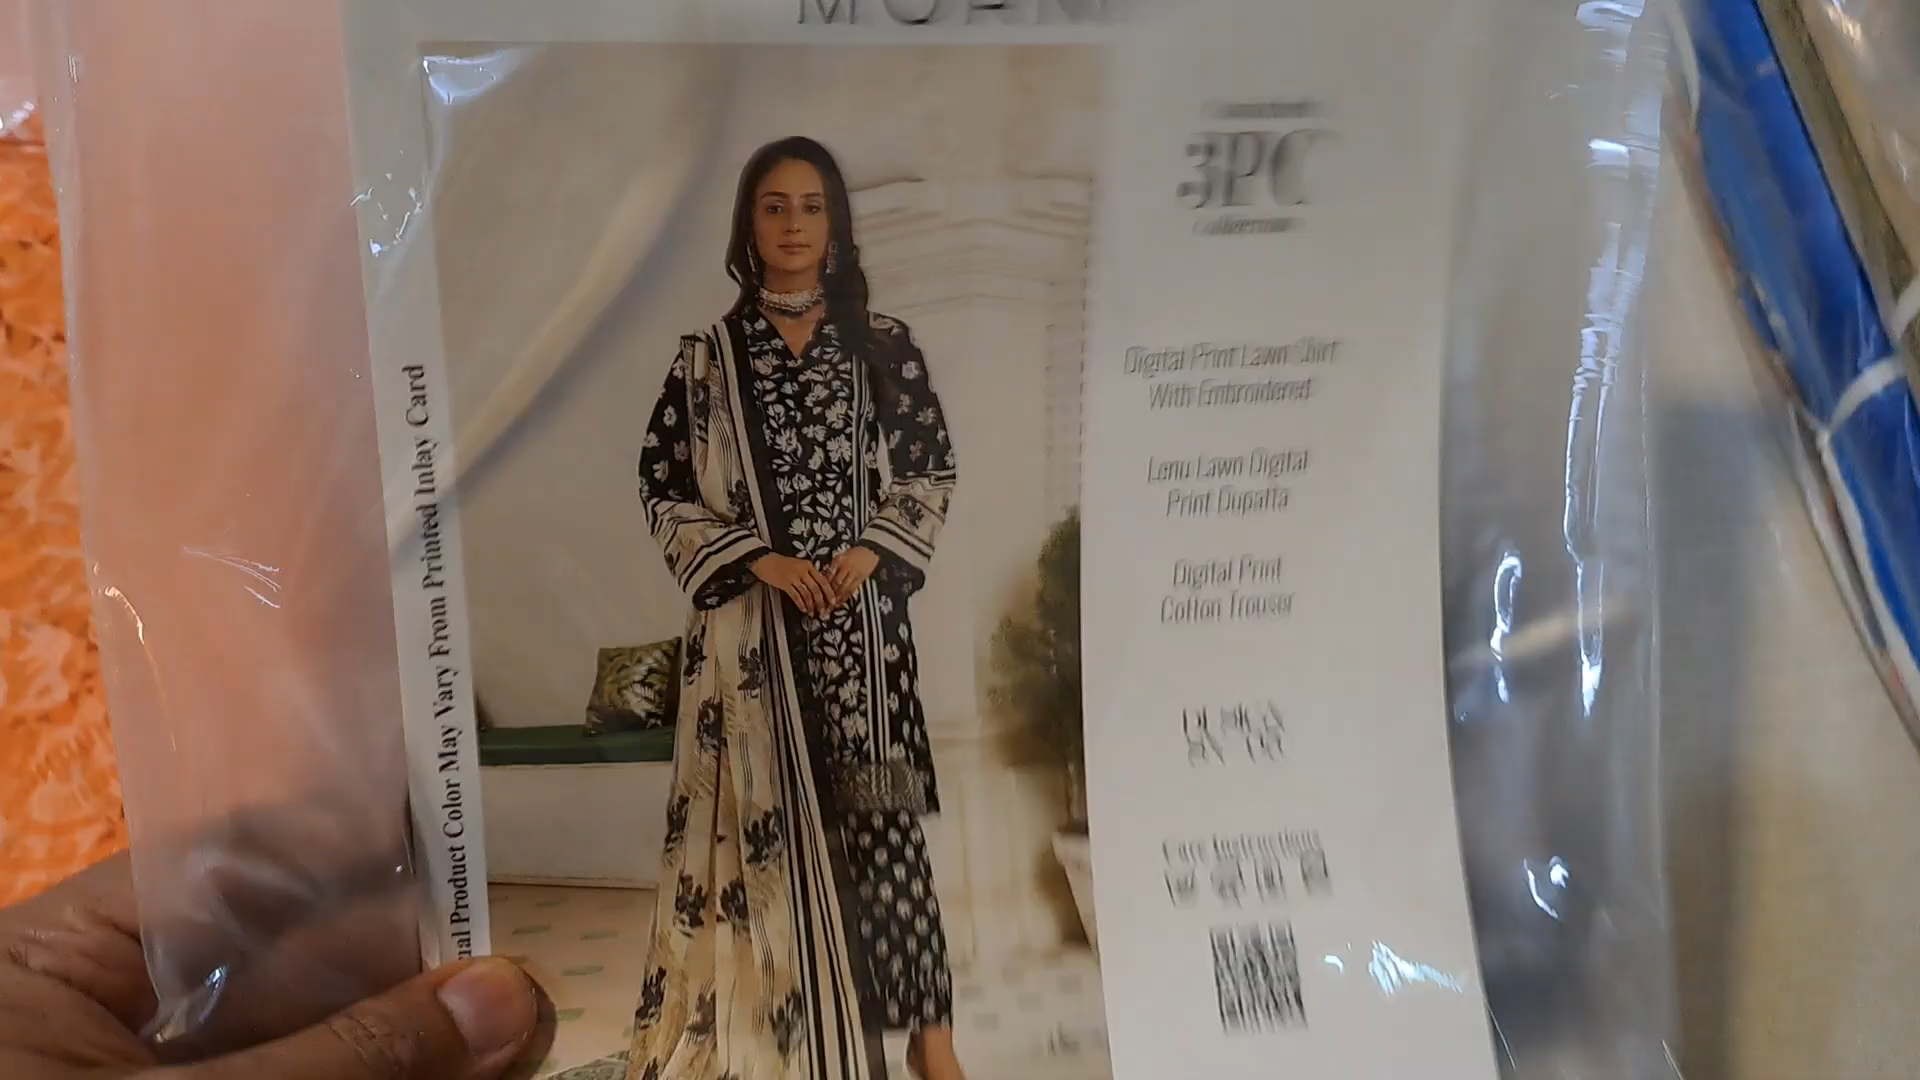 3PC
Collection
Digital Print Lawn Shirt
With Embroidered
Lenu Lawn Digital
Print Dupatta
Digital Print
Cotton Trouser
Care Instructions
Product Color May Vary From Printed Inlay Card